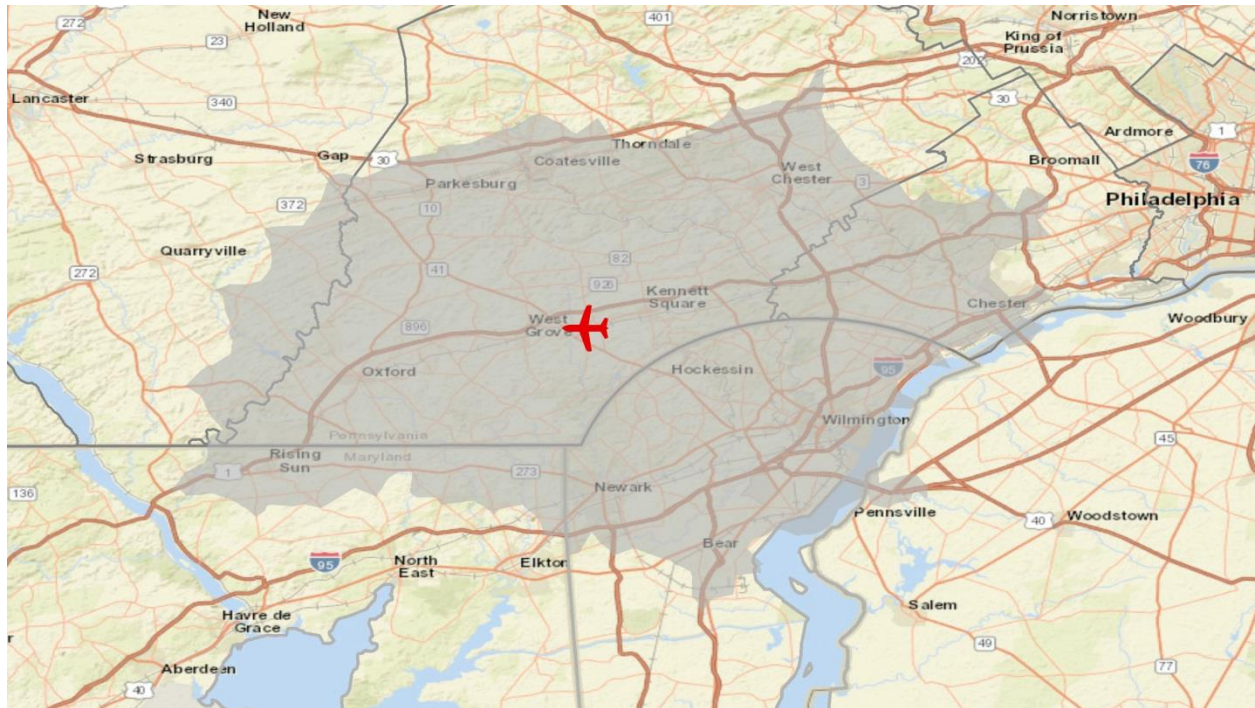 New
Holland
272
23
401
Norristown
King of
Prussia
202
Lancaster
340
30
Ardmore
1
Strasburg
Gap
30
Thorndale
Coatesville
West
Chester
3
Broomall
76
Parkesburg
372
10
Philadelphia
Quarryville
82
272
41
926
Kennett
Square
Chester
West
Grove
896
Woodbury
Oxford
Hockessin
95
Wilmington
Pennsylvania
Maryland
Rising
Sun
1
273
45
136
Newark
Pennsville
40
Woodstown
Bear
95
North
East
Elkton
Havre de
Grace
Salem
49
r
Aberdeen
40
77